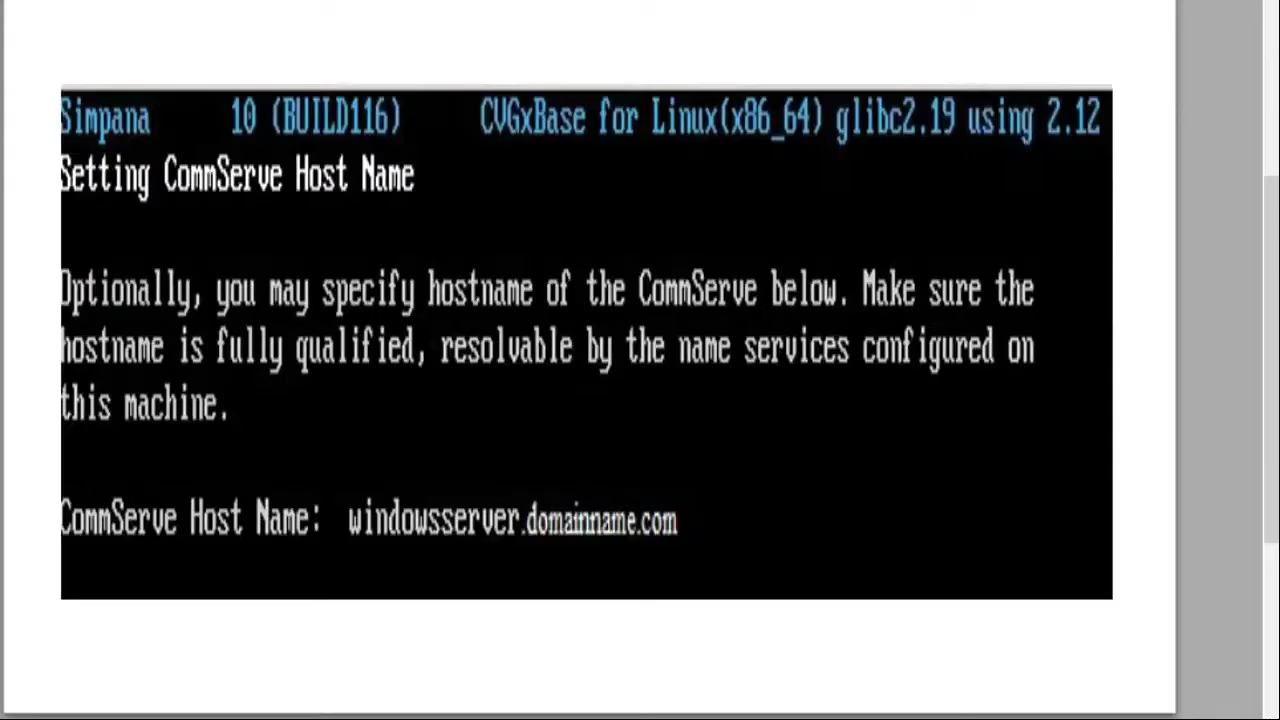 Simpana 10 (BUILD116) CVGxBase for Linux(x86_64) glibc2.19 using 2.12
Setting CommServe Host Name
Optionally, you may specify hostname of the CommServe below. Make sure the
hostname is fully qualified, resolvable by the name services configured on
this machine.
CommServe Host Name: windowsserver.domainname.com